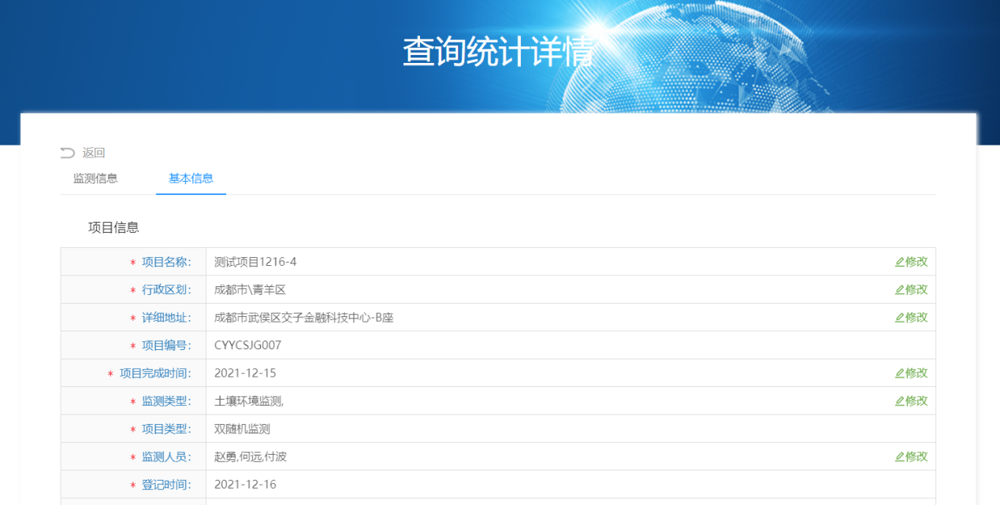 查询统计详情
返回
监测信息 基本信息
项目信息
* 项目名称: 测试项目1216-4 修改
* 行政区划: 成都市\青羊区 修改
* 详细地址: 成都市武侯区交子金融科技中心-B座 修改
* 项目编号: CYYCSJG007
* 项目完成时间: 2021-12-15 修改
* 监测类型: 土壤环境监测, 修改
* 项目类型: 双随机监测
* 监测人员: 赵勇,何远,付波 修改
* 登记时间: 2021-12-16